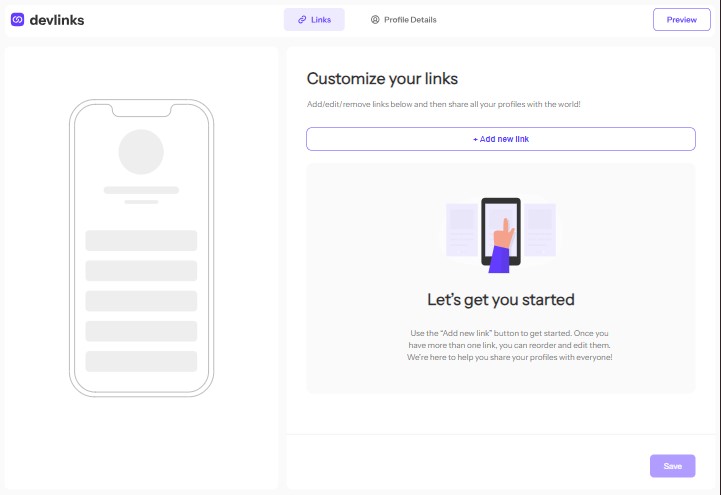 devlinks
Links
Profile Details
Preview
Customize your links
Add/edit/remove links below and then share all your profiles with the world!
+ Add new link
Let's get you started
Use the “Add new link” button to get started. Once you
have more than one link, you can reorder and edit them.
We're here to help you share your profiles with everyone!
Save